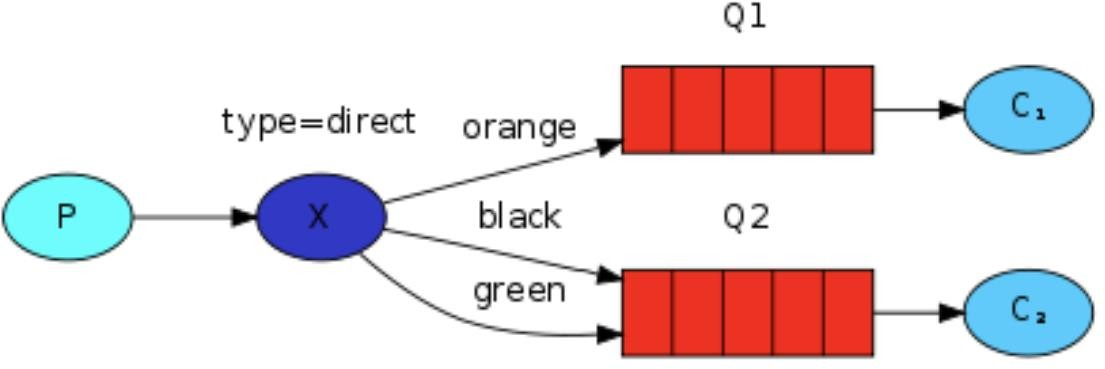 Q1
type=direct
orange
C₁
P
X
black
Q2
green
C₂